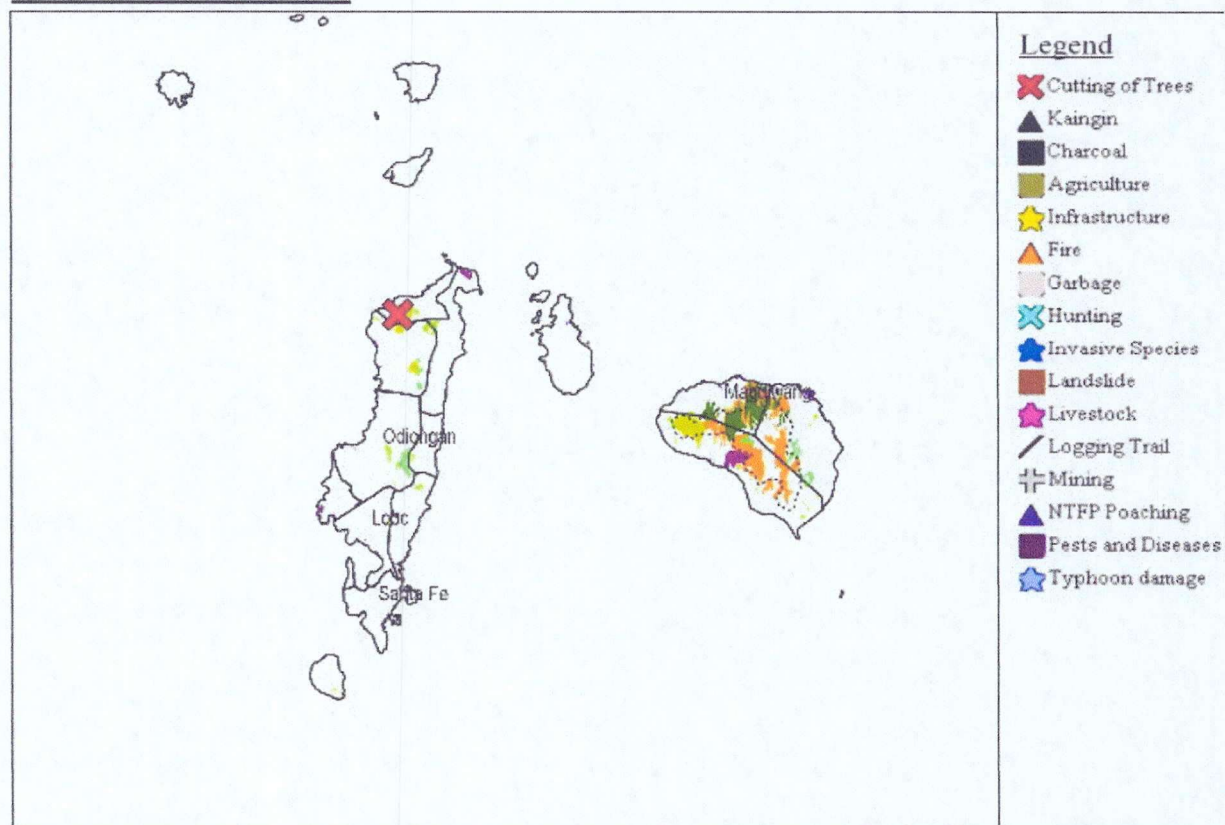 Odiongan
Looc
Santa Fe
Legend
Cutting of Trees
Kaingin
Charcoal
Agriculture
Infrastructure
Fire
Garbage
Hunting
Invasive Species
Landslide
Livestock
Logging Trail
Mining
NTFP Poaching
Pests and Diseases
Typhoon damage